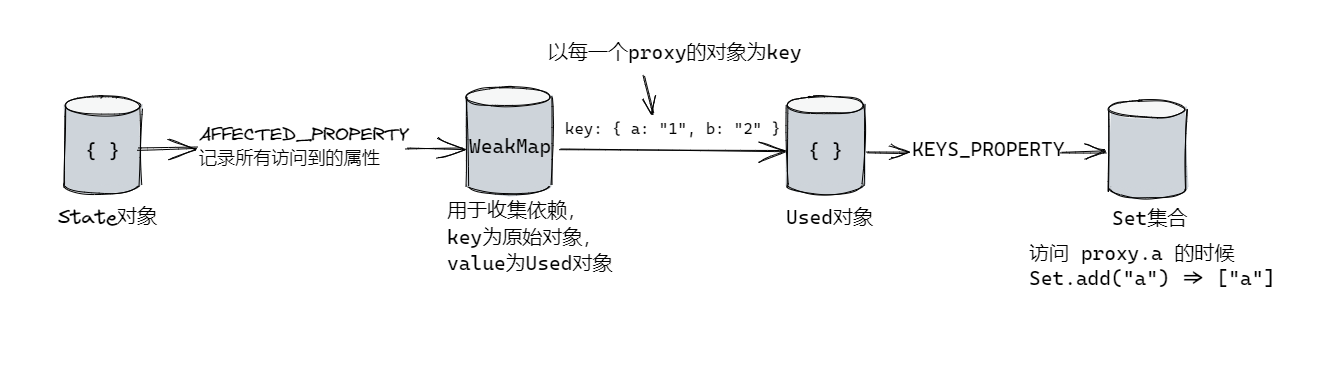 以每一个proxy的对象为key
AFFECTED_PROPERTY
记录所有访问到的属性
{ }
WeakMap
key: { a: "1", b: "2" }
{ }
KEYS_PROPERTY
State对象
用于收集依赖，
key为原始对象，
value为Used对象
Used对象
Set集合
访问 proxy.a 的时候
Set.add("a") => ["a"]